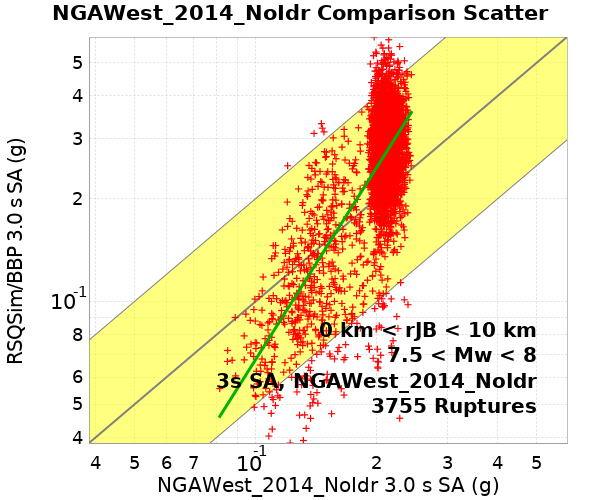 NGAWest_2014_NoIdr Comparison Scatter
RSQSim/BBP 3.0 s SA (g)
5
4
3
2
10^-1
8
6
5
4
0 km < rJB < 10 km
7.5 < Mw < 8
3s SA, NGAWest_2014_NoIdr
3755 Ruptures
4 5 6 7 10^-1 2 3 4 5
NGAWest_2014_NoIdr 3.0 s SA (g)